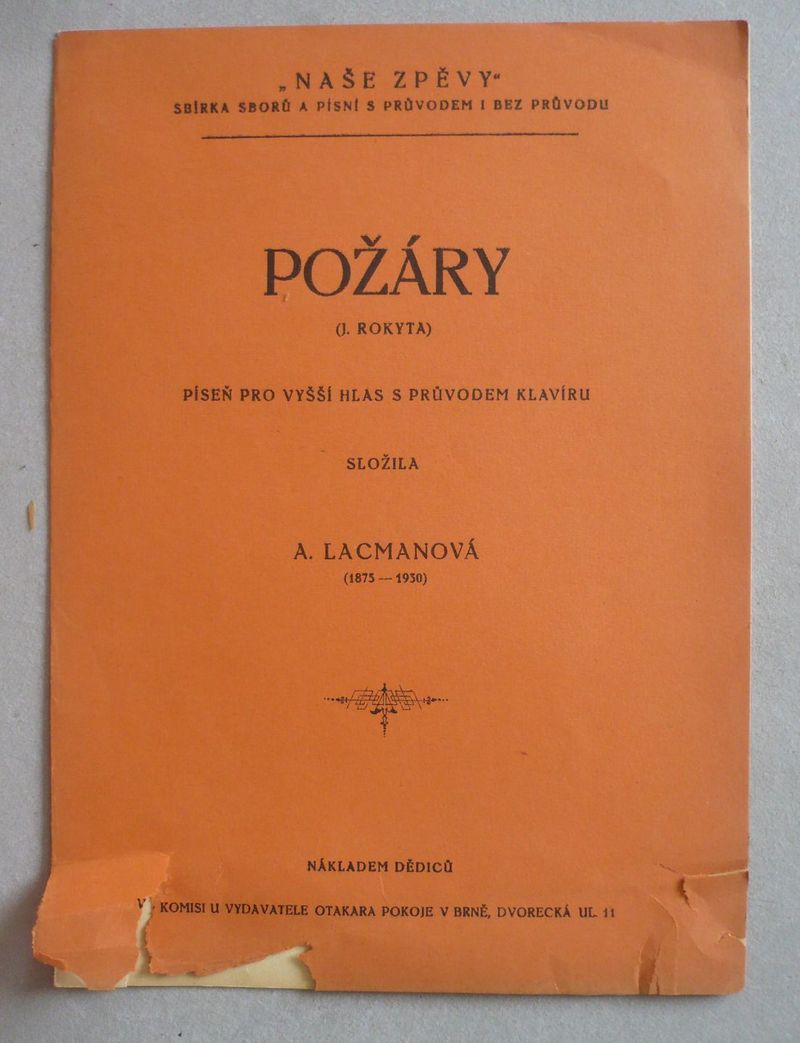 „NAŠE ZPĚVY“
SBÍRKA SBORŮ A PÍSNÍ S PRŮVODEM I BEZ PRŮVODU
POŽÁRY
(J. ROKYTA)
PÍSEŇ PRO VYŠŠÍ HLAS S PRŮVODEM KLAVÍRU
SLOŽILA
A. LACMANOVÁ
(1875 — 1930)
NÁKLADEM DĚDICŮ
V KOMISI U VYDAVATELE OTAKARA POKOJE V BRNĚ, DVORECKÁ UL. 11